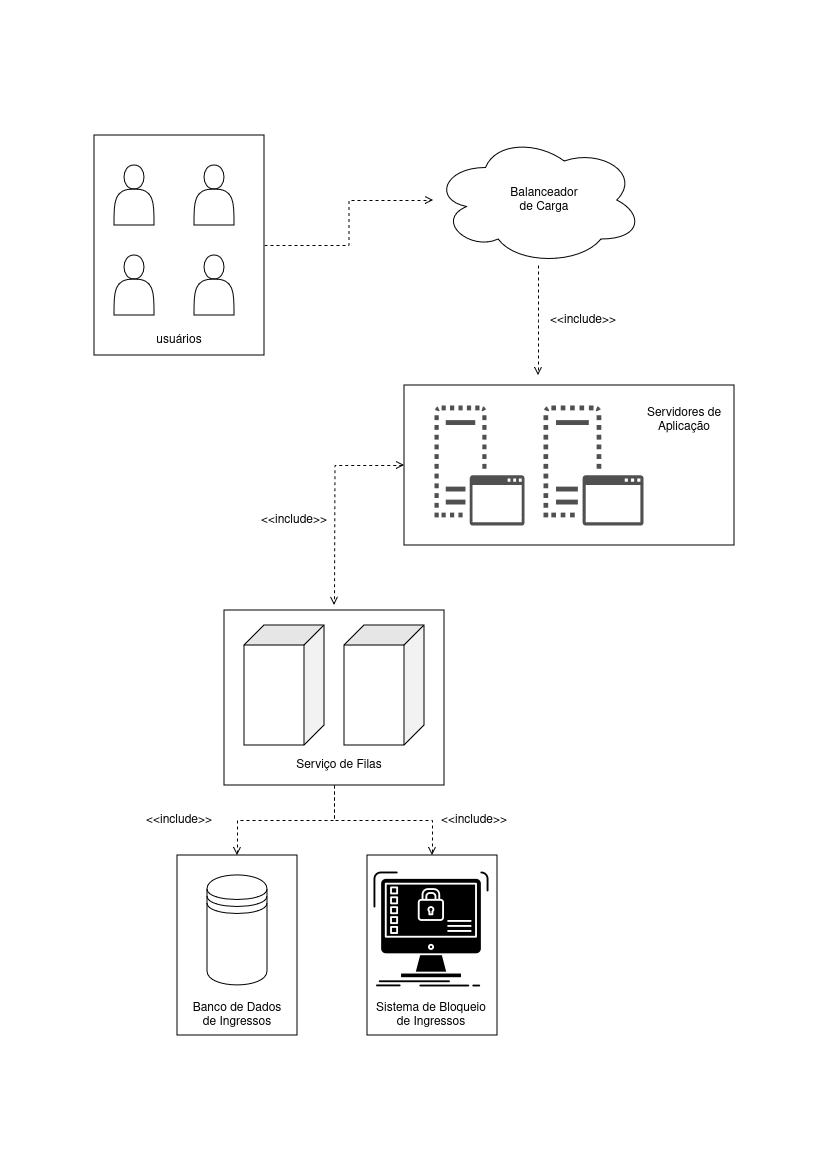 Balanceador
de Carga
usuários
<<include>>
Servidores de
Aplicação
<<include>>
Serviço de Filas
<<include>>
<<include>>
Banco de Dados
de Ingressos
Sistema de Bloqueio
de Ingressos